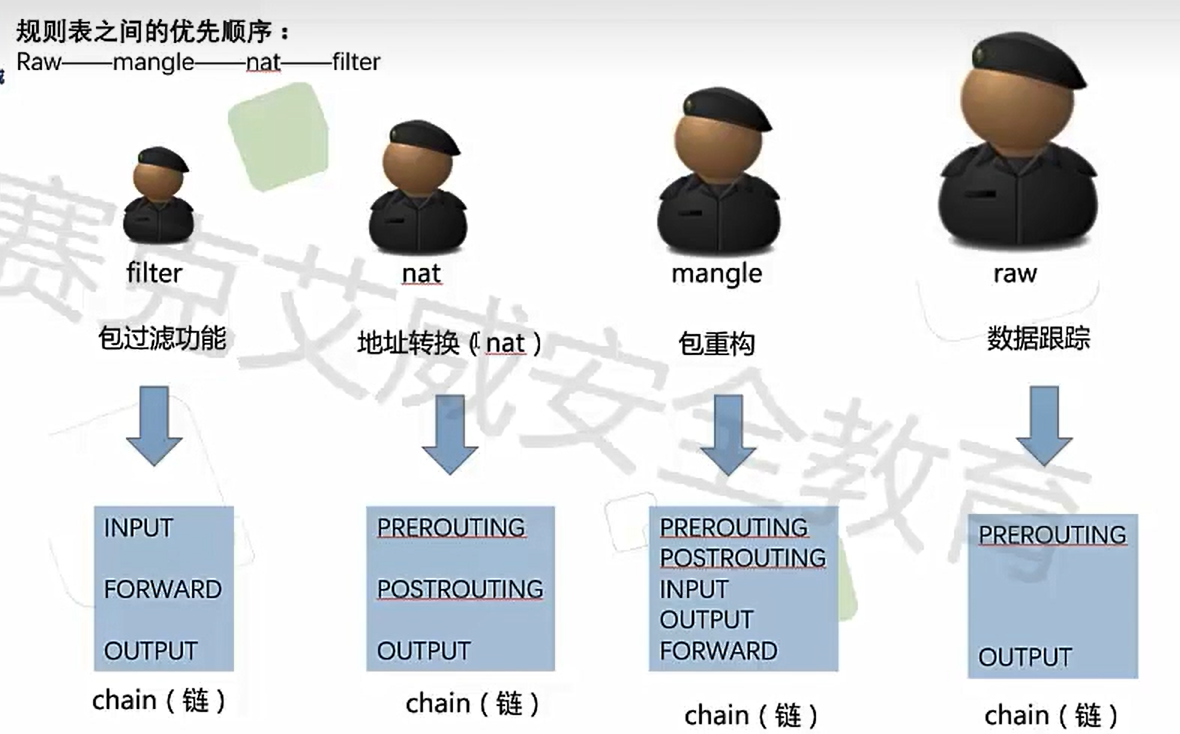 规则表之间的优先顺序：
Raw——mangle——nat——filter
filter
nat
mangle
raw
包过滤功能
地址转换（nat）
包重构
数据跟踪
INPUT
FORWARD
OUTPUT
chain（链）
PREROUTING
POSTROUTING
OUTPUT
chain（链）
PREROUTING
POSTROUTING
INPUT
OUTPUT
FORWARD
chain（链）
PREROUTING
OUTPUT
chain（链）
赛克艾威安全教育